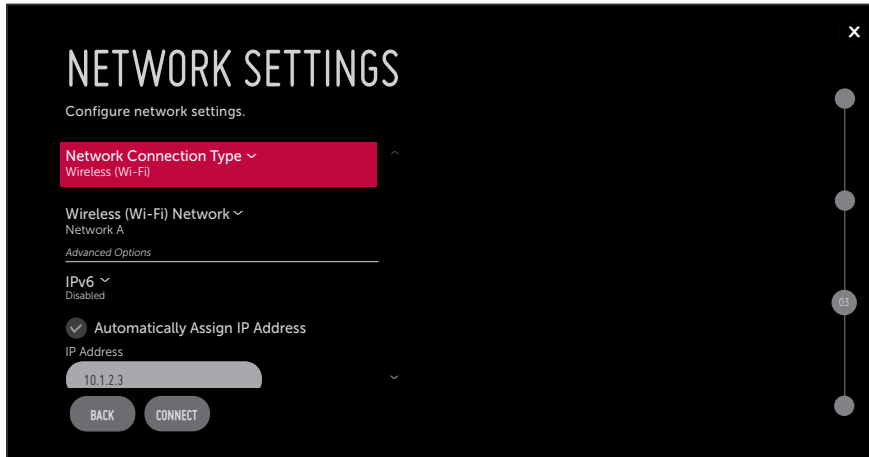 X
NETWORK SETTINGS
Configure network settings.
Network Connection Type
Wireless (Wi-Fi)
Wireless (Wi-Fi) Network
Network A
Advanced Options
IPv6
Disabled
03
Automatically Assign IP Address
IP Address
10.1.2.3
BACK
CONNECT